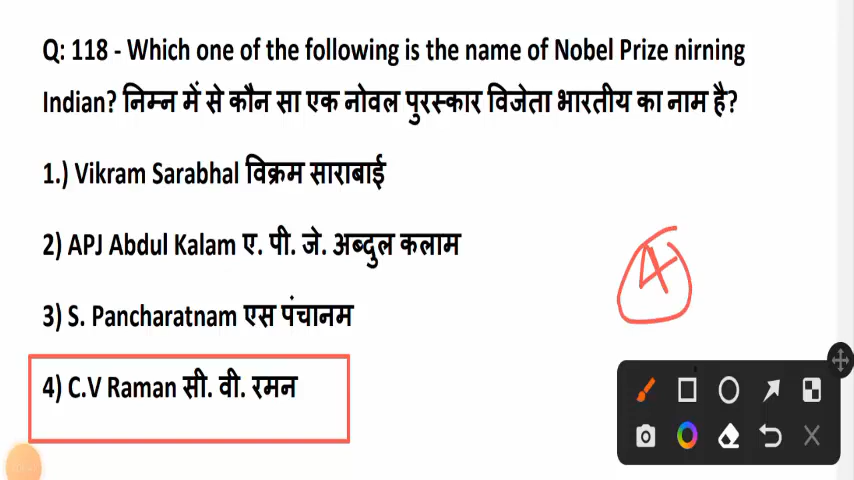 Q: 118 - Which one of the following is the name of Nobel Prize nirning
Indian? निम्न में से कौन सा एक नोवल पुरस्कार विजेता भारतीय का नाम है?
1.) Vikram Sarabhal विक्रम साराबाई
2) APJ Abdul Kalam ए. पी. जे. अब्दुल कलाम
3) S. Pancharatnam एस पंचानम
4) C.V Raman सी. वी. रमन
4